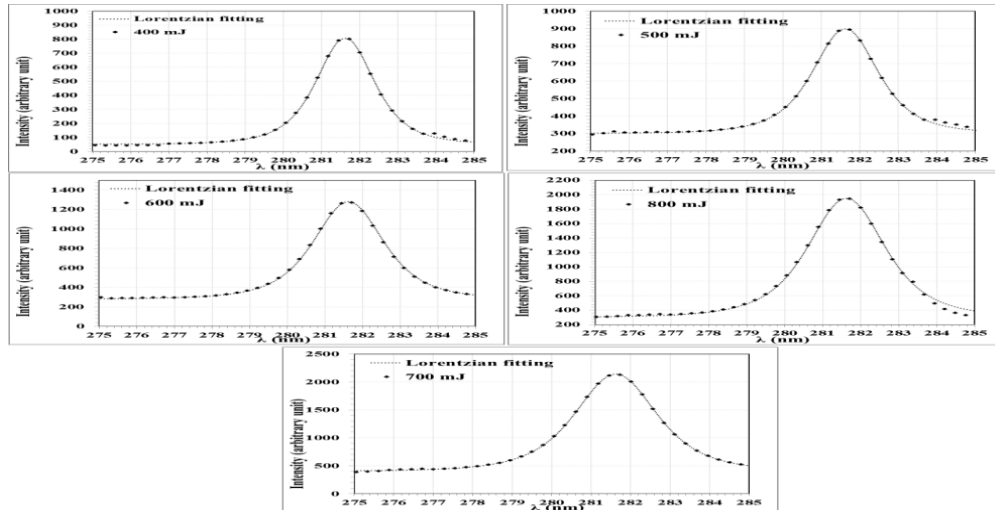 Intensity (arbitrary unit)
1000
900
800
700
600
500
400
300
200
100
0
Lorentzian fitting
400 mJ
275 276 277 278 279 280 281 282 283 284 285
λ (nm)
Intensity (arbitrary unit)
1000
900
800
700
600
500
400
300
200
Lorentzian fitting
500 mJ
275 276 277 278 279 280 281 282 283 284 285
λ (nm)
Intensity (arbitrary unit)
1400
1200
1000
800
600
400
200
0
Lorentzian fitting
600 mJ
275 276 277 278 279 280 281 282 283 284 285
λ (nm)
Intensity (arbitrary unit)
2200
2000
1800
1600
1400
1200
1000
800
600
400
200
Lorentzian fitting
800 mJ
275 276 277 278 279 280 281 282 283 284 285
λ (nm)
Intensity (arbitrary unit)
2500
2000
1500
1000
500
0
Lorentzian fitting
700 mJ
275 276 277 278 279 280 281 282 283 284 285
λ (nm)